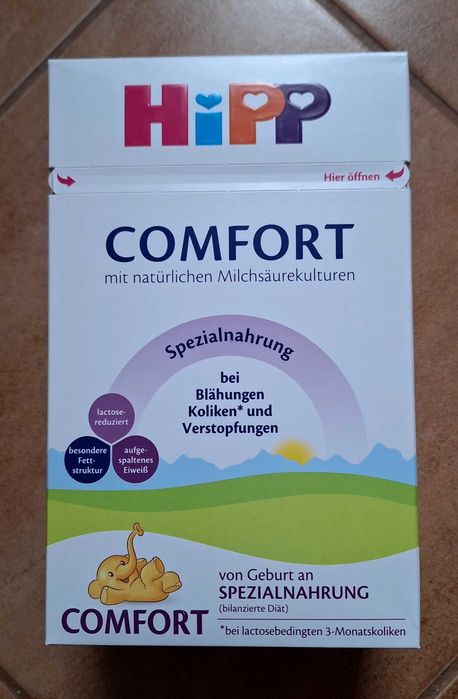 HiPP
Hier öffnen
COMFORT
mit natürlichen Milchsäurekulturen
Spezialnahrung
bei
Blähungen
Koliken* und
Verstopfungen
lactose-
reduziert
besondere
Fett-
struktur
aufge-
spaltenes
Eiweiß
COMFORT
von Geburt an
SPEZIALNAHRUNG
(bilanzierte Diät)
*bei lactosebedingten 3-Monatskoliken